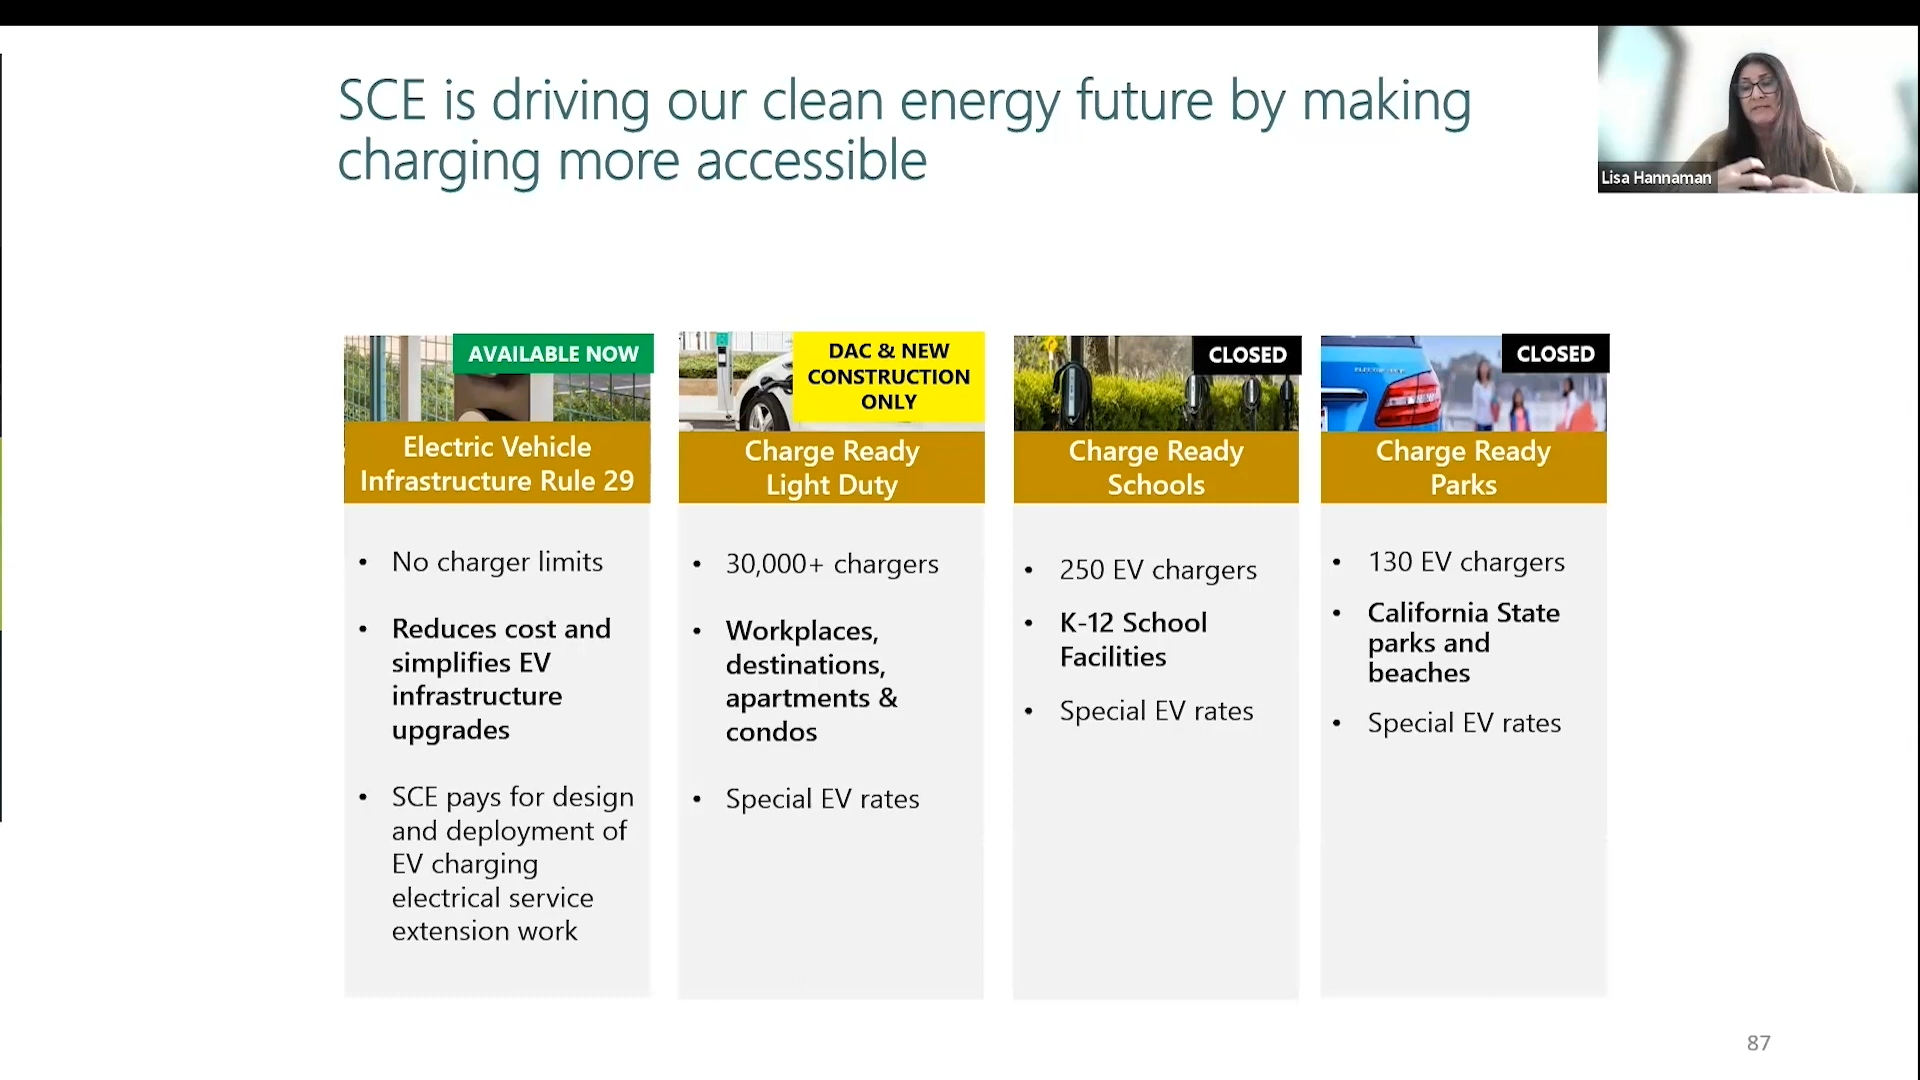 SCE is driving our clean energy future by making
charging more accessible
Lisa Hannaman
AVAILABLE NOW
Electric Vehicle
Infrastructure Rule 29
• No charger limits
• Reduces cost and
simplifies EV
infrastructure
upgrades
• SCE pays for design
and deployment of
EV charging
electrical service
extension work
DAC & NEW
CONSTRUCTION
ONLY
Charge Ready
Light Duty
• 30,000+ chargers
• Workplaces,
destinations,
apartments &
condos
• Special EV rates
CLOSED
Charge Ready
Schools
• 250 EV chargers
• K-12 School
Facilities
• Special EV rates
CLOSED
Charge Ready
Parks
• 130 EV chargers
• California State
parks and
beaches
• Special EV rates
87